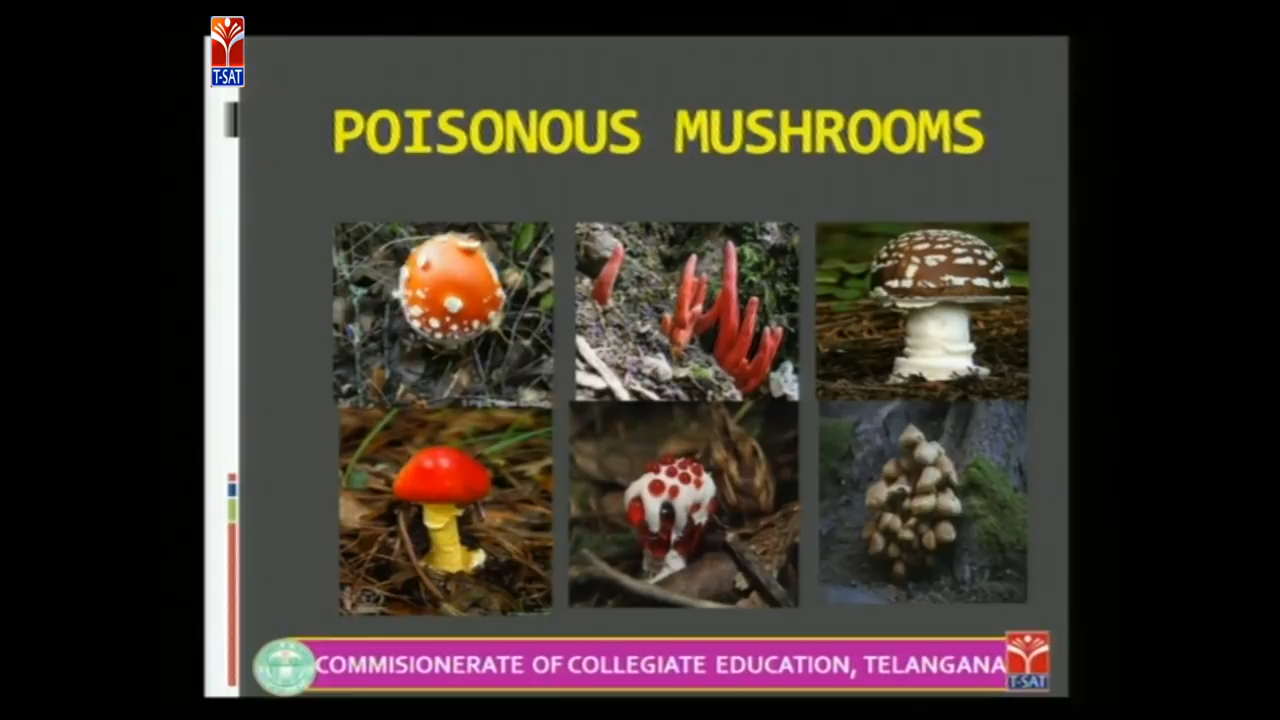 T-SAT
POISONOUS MUSHROOMS
COMMISIONERATE OF COLLEGIATE EDUCATION, TELANGANA
T-SAT